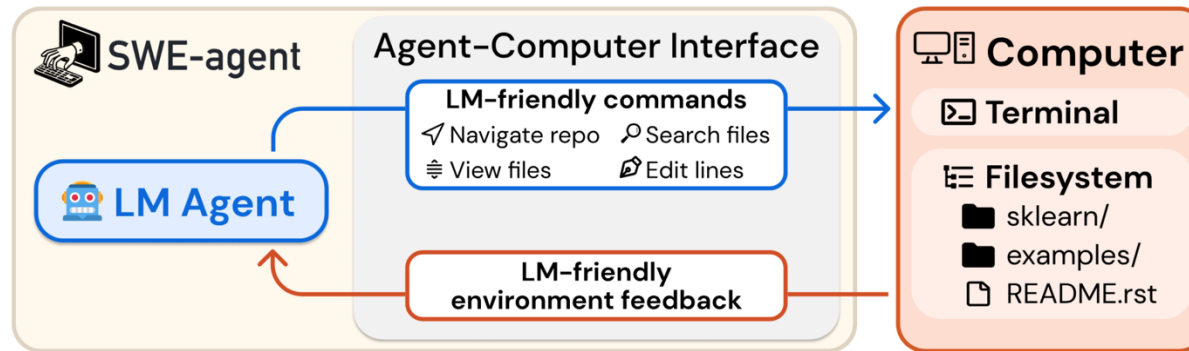 SWE-agent
Agent-Computer Interface
LM-friendly commands
Navigate repo
Search files
View files
Edit lines
LM Agent
LM-friendly
environment feedback
Computer
Terminal
Filesystem
sklearn/
examples/
README.rst